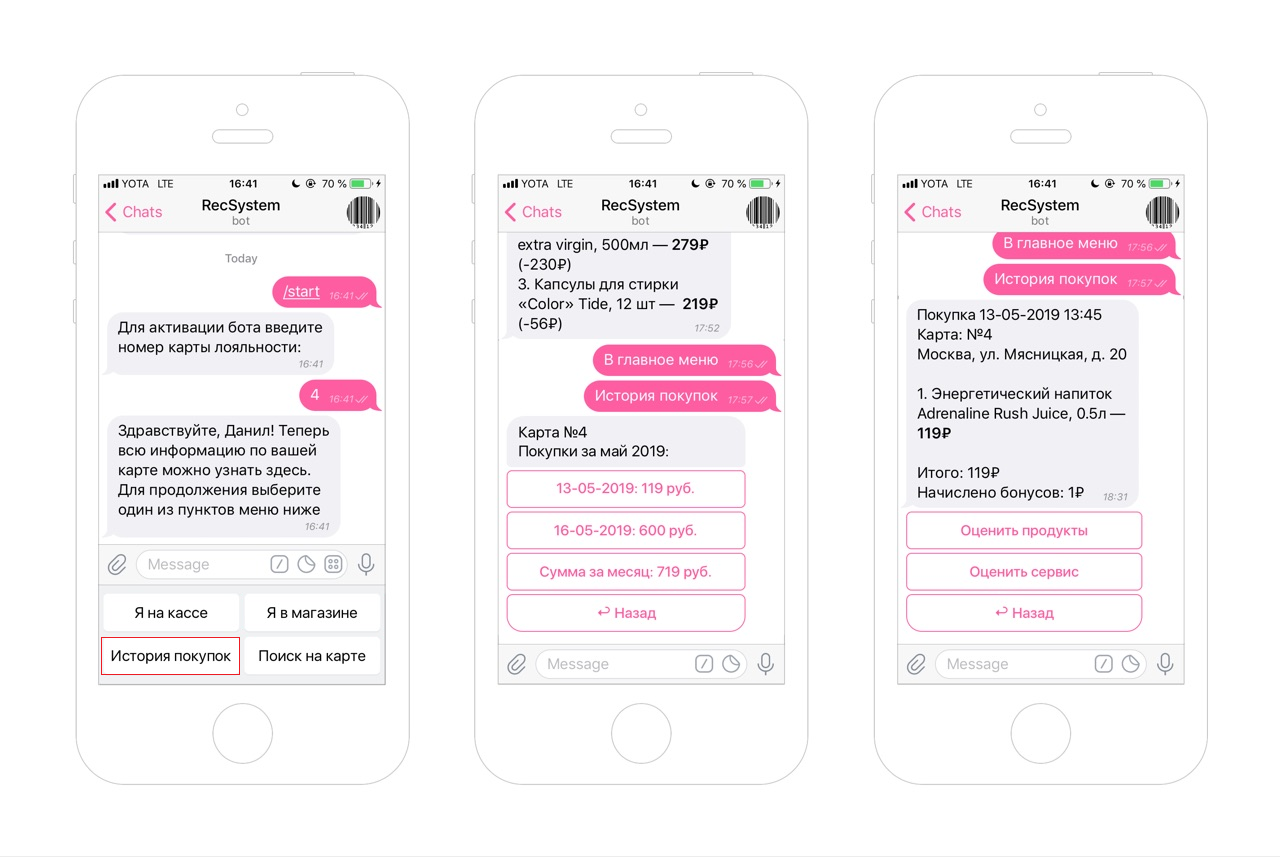 YOTA LTE 16:41 70 %
Chats RecSystem
bot
Today
/start 16:41
Для активации бота введите
номер карты лояльности:
16:41
4 16:41
Здравствуйте, Данил! Теперь
всю информацию по вашей
карте можно узнать здесь.
Для продолжения выберите
один из пунктов меню ниже
16:41
Message
Я на кассе Я в магазине
История покупок Поиск на карте
YOTA LTE 16:41 70 %
Chats RecSystem
bot
extra virgin, 500мл — 279₽
(-230₽)
3. Капсулы для стирки
«Color» Tide, 12 шт — 219₽
(-56₽) 17:52
В главное меню 17:56
История покупок 17:57
Карта №4
Покупки за май 2019:
13-05-2019: 119 руб.
16-05-2019: 600 руб.
Сумма за месяц: 719 руб.
Назад
Message
YOTA LTE 16:41 70 %
Chats RecSystem
bot
В главное меню 17:56
История покупок 17:57
Покупка 13-05-2019 13:45
Карта: №4
Москва, ул. Мясницкая, д. 20
1. Энергетический напиток
Adrenaline Rush Juice, 0.5л —
119₽
Итого: 119₽
Начислено бонусов: 1₽ 18:31
Оценить продукты
Оценить сервис
Назад
Message